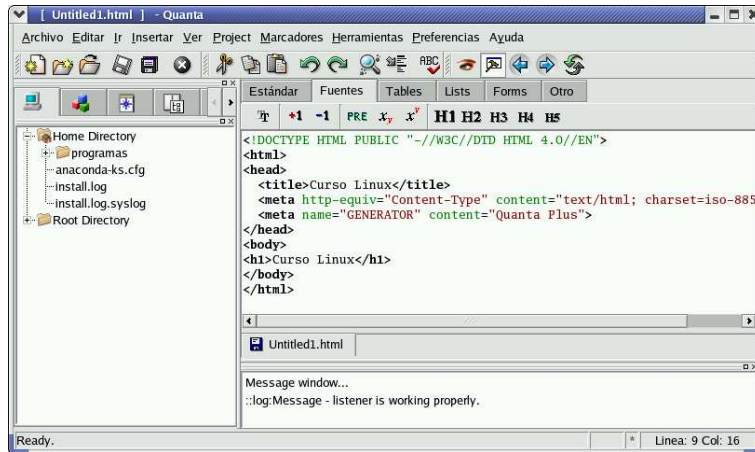 [ Untitled1.html ] - Quanta
Archivo Editar Ir Insertar Ver Project Marcadores Herramientas Preferencias Ayuda
ABC
Estándar Fuentes Tables Lists Forms Otro
+1 -1 PRE xy xy H1 H2 H3 H4 H5
Home Directory
programas
anaconda-ks.cfg
install.log
install.log.syslog
Root Directory
<!DOCTYPE HTML PUBLIC "-//W3C//DTD HTML 4.0//EN">
<html>
<head>
<title>Curso Linux</title>
<meta http-equiv="Content-Type" content="text/html; charset=iso-885
<meta name="GENERATOR" content="Quanta Plus">
</head>
<body>
<h1>Curso Linux</h1>
</body>
</html>
Untitled1.html
Message window...
::log:Message - listener is working properly.
Ready.
* Linea: 9 Col: 16